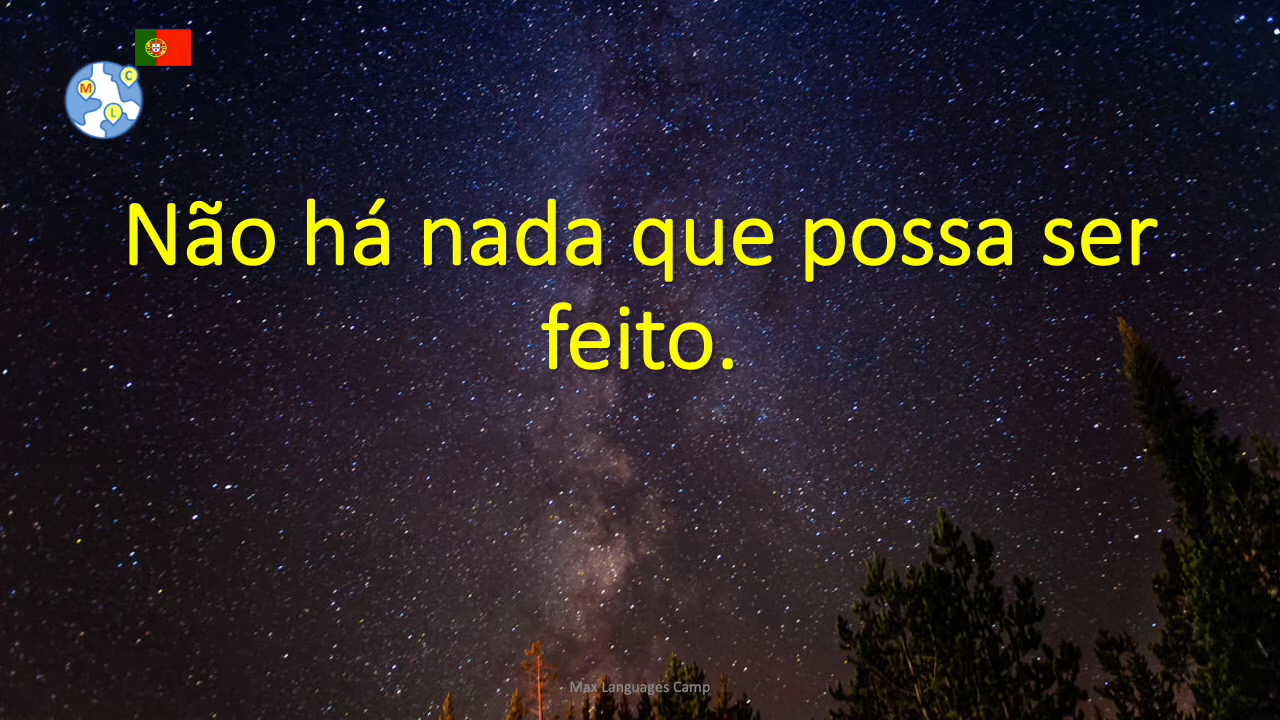 M
C
L
Não há nada que possa ser
feito.
Max Languages Camp